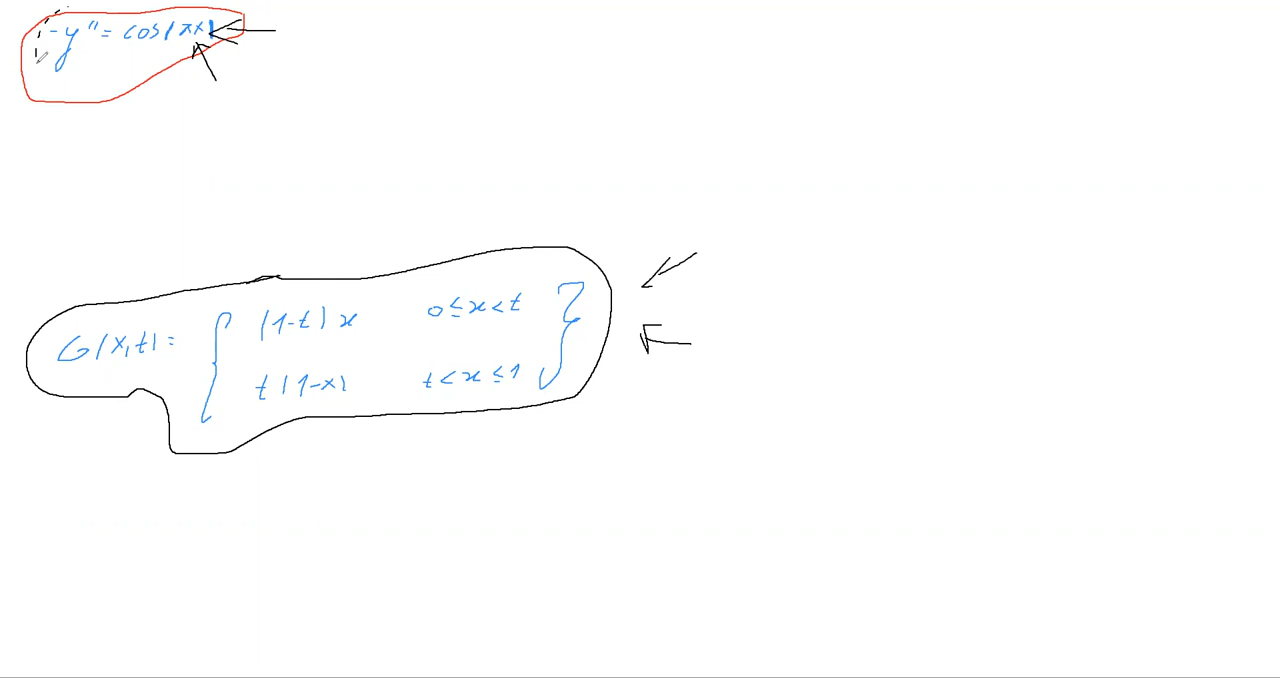 -y" = cos(πx)
G(x,t) = { (1-t) x 0≤x<t
t (1-x) t<x≤1 }